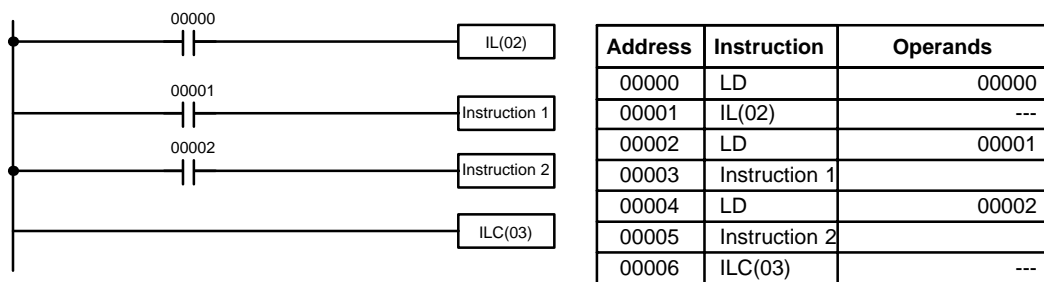 00000
IL(02)
00001
Instruction 1
00002
Instruction 2
ILC(03)
Address Instruction Operands
00000 LD 00000
00001 IL(02) ---
00002 LD 00001
00003 Instruction 1
00004 LD 00002
00005 Instruction 2
00006 ILC(03) ---